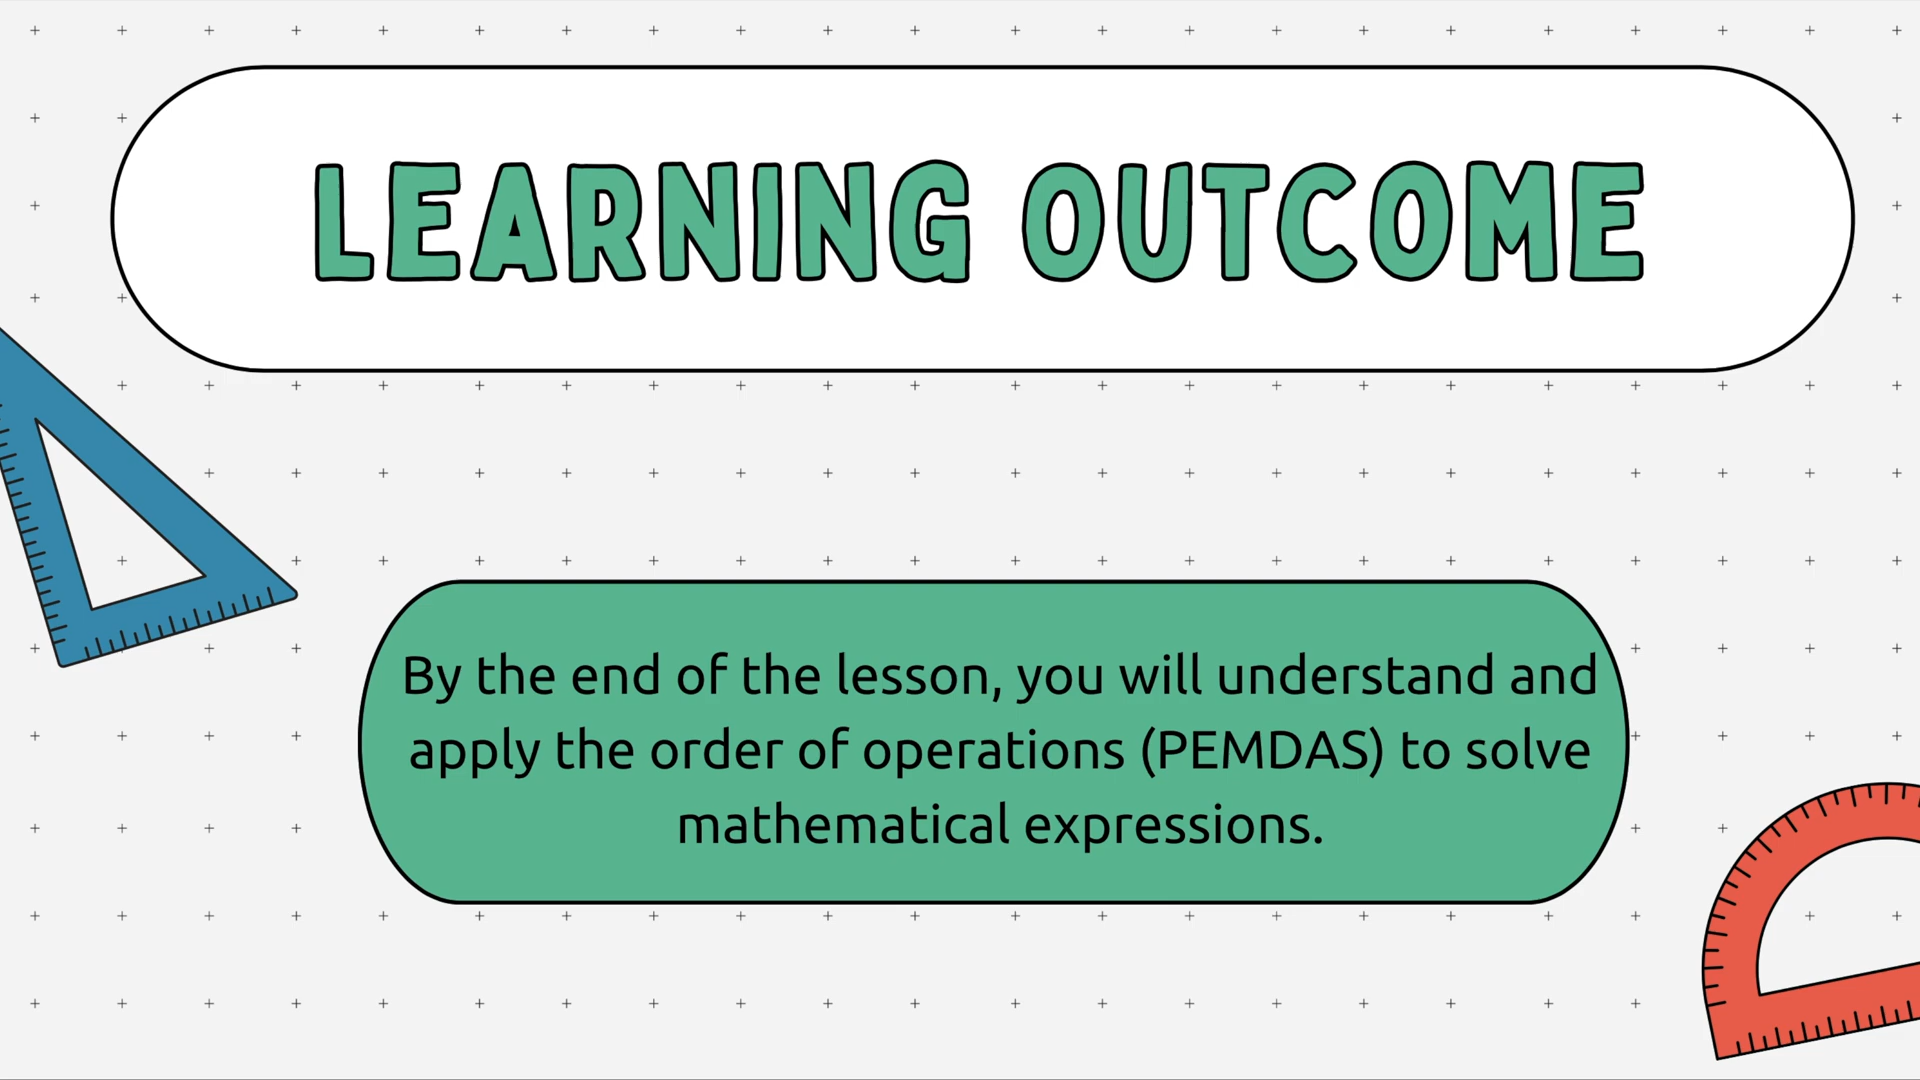 LEARNING OUTCOME
By the end of the lesson, you will understand and
apply the order of operations (PEMDAS) to solve
mathematical expressions.